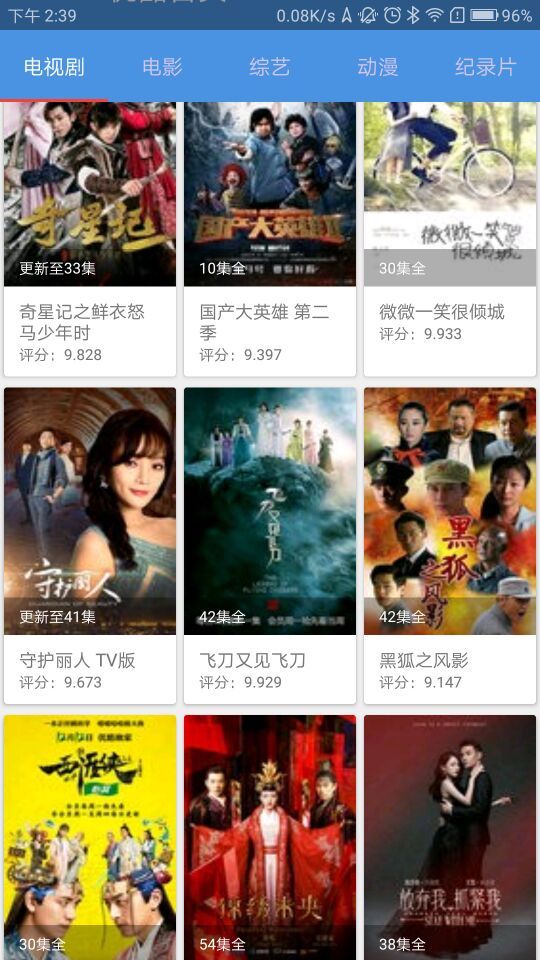 下午 2:39
0.08K/s
96%
电视剧
电影
综艺
动漫
纪录片
奇星记
国产大英雄II
微微一笑
很倾城
更新至33集
10集全
30集全
奇星记之鲜衣怒
马少年时
国产大英雄 第二
季
微微一笑很倾城
评分：9.828
评分：9.397
评分：9.933
守护丽人
飞刀又见飞刀
黑狐
之风影
更新至41集
42集全
42集全
守护丽人 TV版
飞刀又见飞刀
黑狐之风影
评分：9.673
评分：9.929
评分：9.147
西涯侠
锦绣未央
放弃我 抓紧我
30集全
54集全
38集全